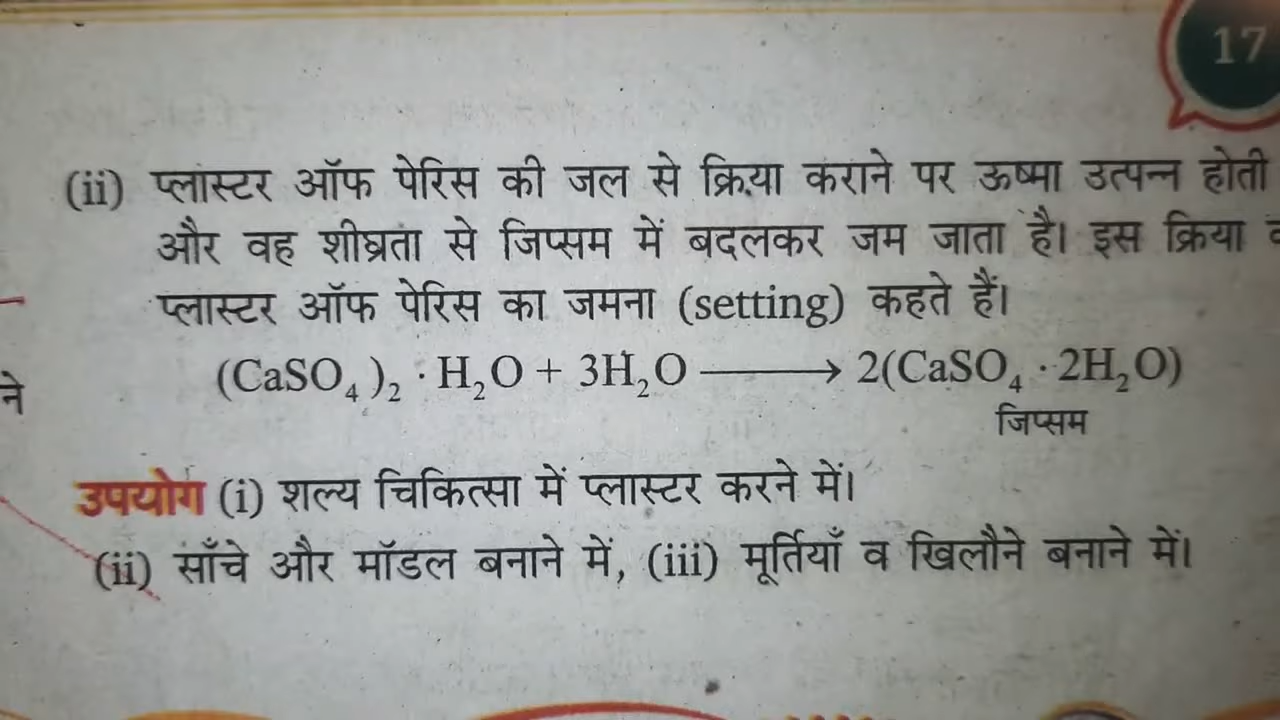 17
(ii) प्लास्टर ऑफ पेरिस की जल से क्रिया कराने पर ऊष्मा उत्पन्न होती
और वह शीघ्रता से जिप्सम में बदलकर जम जाता है। इस क्रिया
प्लास्टर ऑफ पेरिस का जमना (setting) कहते हैं।
ने
(CaSO₄)₂ · H₂O + 3H₂O ⟶ 2(CaSO₄ · 2H₂O)
जिप्सम
उपयोग (i) शल्य चिकित्सा में प्लास्टर करने में।
(ii) साँचे और मॉडल बनाने में, (iii) मूर्तियाँ व खिलौने बनाने में।